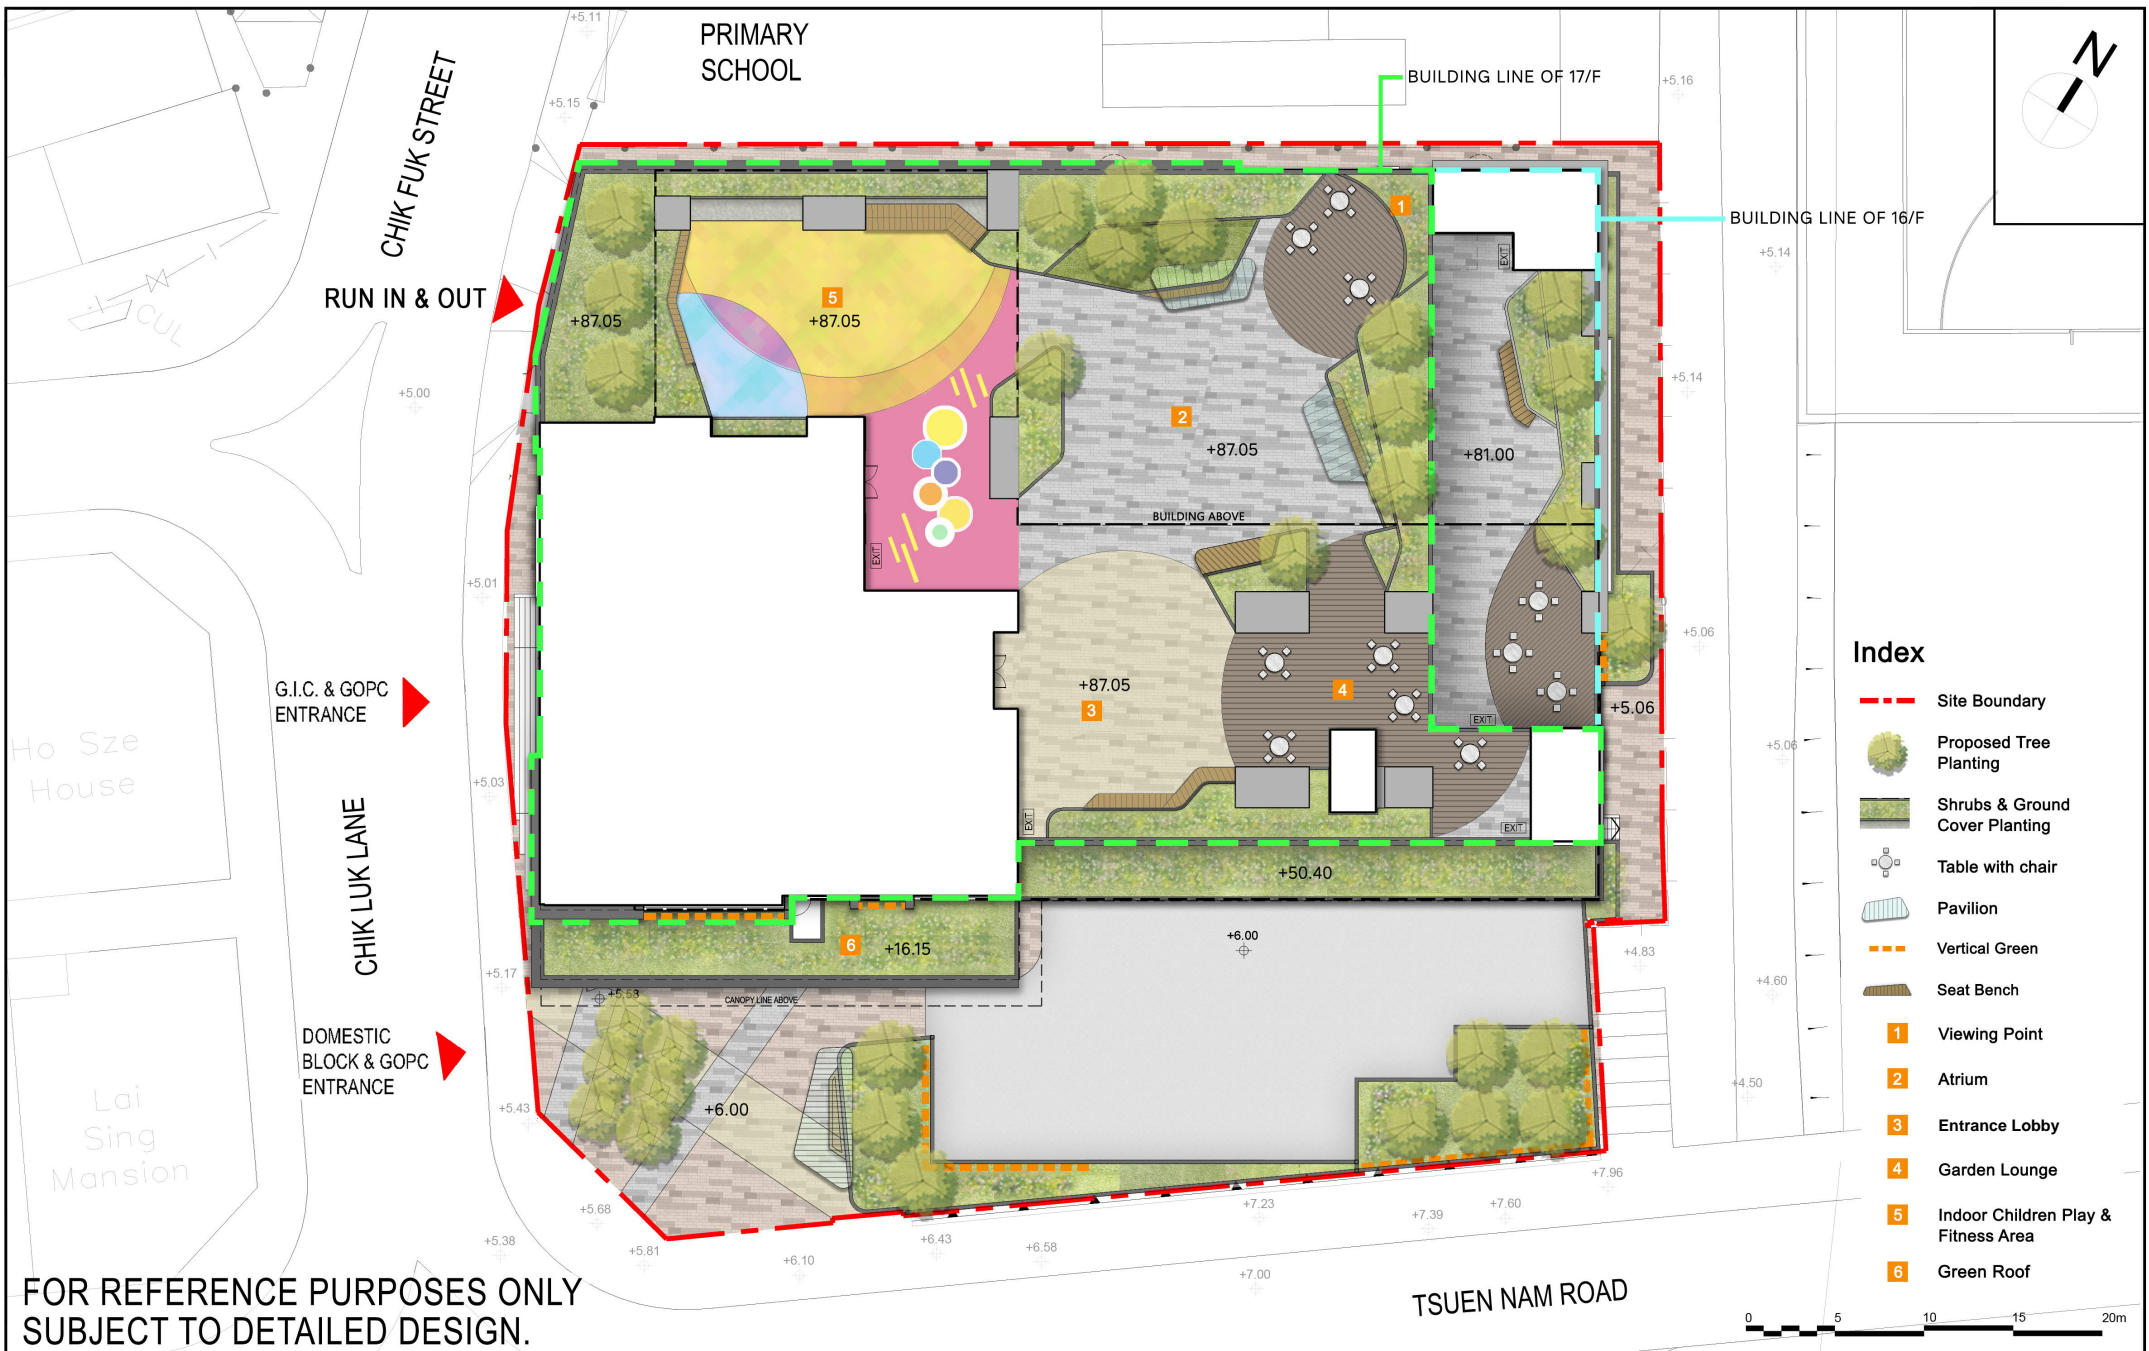 +5.11
PRIMARY
SCHOOL
N
CHIK FUK STREET
+5.15
BUILDING LINE OF 17/F
+5.16
1
BUILDING LINE OF 16/F
+5.14
EXIT
RUN IN & OUT
CUL
+87.05
5
+87.05
+5.00
2
+87.05
+81.00
+5.14
BUILDING ABOVE
EXIT
+5.01
+5.06
G.I.C. & GOPC
ENTRANCE
+87.05
3
4
EXIT
+5.06
+5.06
Ho Sze
House
+5.03
CHIK LUK LANE
EXIT
EXIT
+50.40
6
+16.15
+6.00
+4.83
+5.17
+5.53
CANOPY LINE ABOVE
+4.60
DOMESTIC
BLOCK & GOPC
ENTRANCE
+4.50
Lai
Sing
Mansion
+5.43
+6.00
+5.68
+5.38
+5.81
+6.10
+6.43
+6.58
+7.00
+7.23
+7.39
+7.60
+7.96
TSUEN NAM ROAD
Index
Site Boundary
Proposed Tree
Planting
Shrubs & Ground
Cover Planting
Table with chair
Pavilion
Vertical Green
Seat Bench
1 Viewing Point
2 Atrium
3 Entrance Lobby
4 Garden Lounge
5 Indoor Children Play &
Fitness Area
6 Green Roof
0 5 10 15 20m
FOR REFERENCE PURPOSES ONLY
SUBJECT TO DETAILED DESIGN.